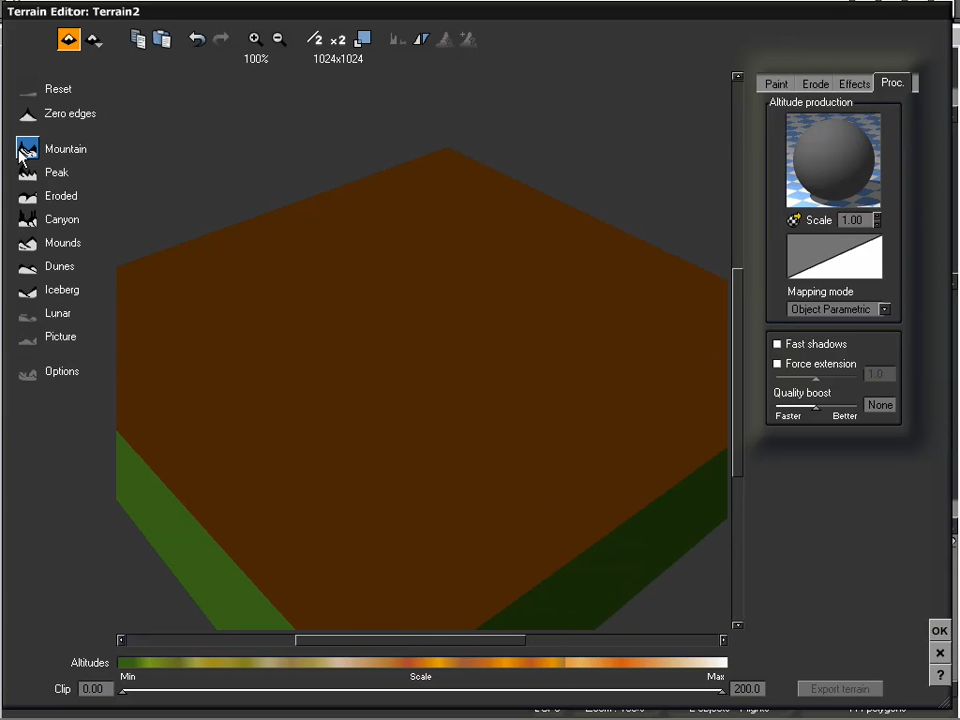 Terrain Editor: Terrain2
/2 x2
100%
1024x1024
Reset
Zero edges
Mountain
Peak
Eroded
Canyon
Mounds
Dunes
Iceberg
Lunar
Picture
Options
Paint Erode Effects Proc.
Altitude production
Scale 1.00
Mapping mode
Object Parametric
Fast shadows
Force extension
1.0
Quality boost
None
Faster Better
OK
?
Altitudes
Min Scale Max
Clip 0.00 200.0 Export terrain